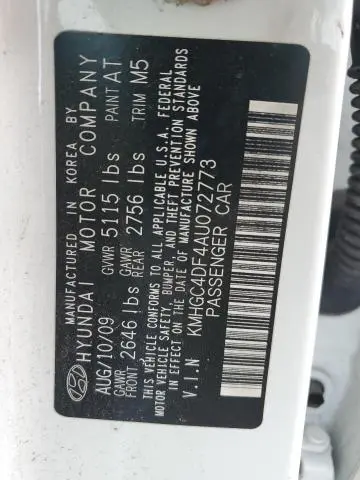 MANUFACTURED IN KOREA BY
HYUNDAI MOTOR COMPANY
AUG/10/09 GVWR 5115 lbs PAINT AT
GAWR FRONT 2646 lbs GAWR REAR 2756 lbs TRIM M5
THIS VEHICLE CONFORMS TO ALL APPLICABLE U.S.A. FEDERAL
MOTOR VEHICLE SAFETY, BUMPER, AND THEFT PREVENTION STANDARDS
IN EFFECT ON THE DATE OF MANUFACTURE SHOWN ABOVE
V.I.N KMHGC4DF4AU072773
PASSENGER CAR